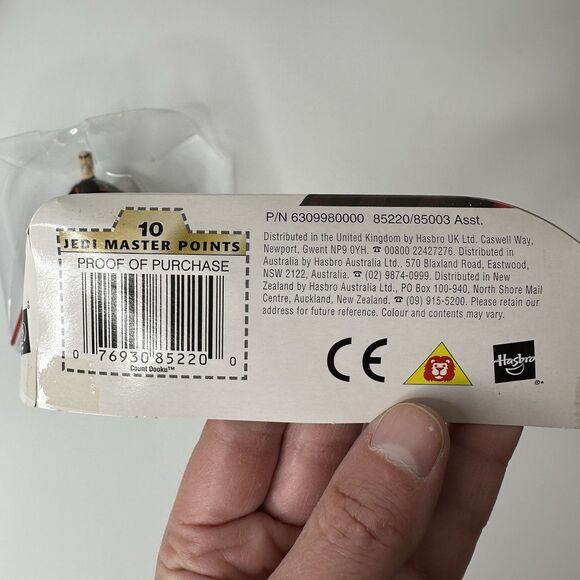 10
JEDI MASTER POINTS
PROOF OF PURCHASE
0 76930 85220 0
Count Dooku™
P/N 6309980000 85220/85003 Asst.
Distributed in the United Kingdom by Hasbro UK Ltd. Caswell Way,
Newport, Gwent NP9 0YH. ☎ 00800 22427276. Distributed in
Australia by Hasbro Australia Ltd., 570 Blaxland Road, Eastwood,
NSW 2122, Australia. ☎ (02) 9874-0999. Distributed in New
Zealand by Hasbro Australia Ltd., PO Box 100-940, North Shore Mail
Centre, Auckland, New Zealand. ☎ (09) 915-5200. Please retain our
address for future reference. Colour and contents may vary.
CE
Hasbro
®*